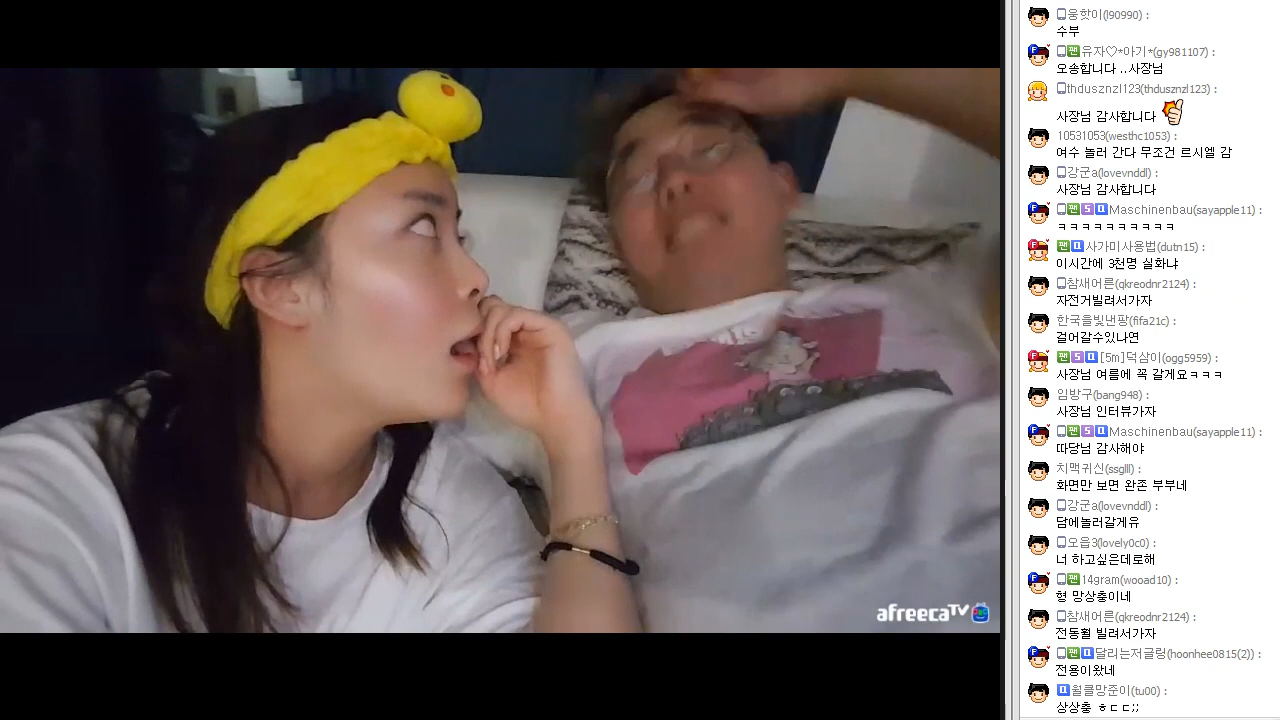 웅핫이(l90990) :
수부
팬 유자♡*아기*(gy981107) :
오송합니다 ..사장님
thdusznzl123(thdusznzl123) :
사장님 감사합니다
10531053(westhc1053) :
여수 놀러 간다 무조건 르시엘 감
강군a(lovevnddl) :
사장님 감사합니다
팬 S Maschinenbau(sayapple11) :
ㅋㅋㅋㅋㅋㅋㅋㅋㅋㅋ
팬 사가미사용법(dutn15) :
이시간에 3천명 실화냐
참새어른(qkreodnr2124) :
자전거빌려서가자
한국을빛낸팡(fifa21c) :
걸어갈수있나연
팬 S [5m]덕삼이(ogg5959) :
사장님 여름에 꼭 갈게요ㅋㅋㅋ
임방구(bang948) :
사장님 인터뷰가자
팬 S Maschinenbau(sayapple11) :
따당님 감사해야
치맥귀신(ssglll) :
화면만 보면 완존 부부네
강군a(lovevnddl) :
담에놀러갈게유
오읍3(lovely0c0) :
너 하고싶은데로해
팬 14gram(wooad10) :
형 망상충이네
참새어른(qkreodnr2124) :
전동휠 빌려서가자
팬 달리는저글링(hoonhee0815(2)) :
전용이왔네
월클망준이(tu00) :
상상충 ㅎㄷㄷ;;
afreecaTV